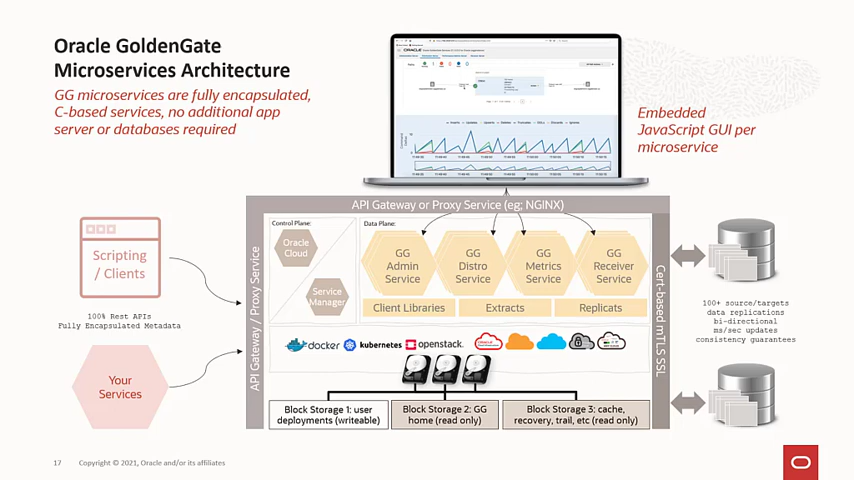 Oracle GoldenGate
Microservices Architecture
GG microservices are fully encapsulated,
C-based services, no additional app
server or databases required
ORACLE
Embedded
JavaScript GUI per
microservice
API Gateway or Proxy Service (eg; NGINX)
Scripting
/ Clients
100% Rest APIs
Fully Encapsulated Metadata
Your
Services
API Gateway / Proxy Service
Control Plane:
Oracle
Cloud
Service
Manager
Data Plane:
GG
Admin
Service
GG
Distro
Service
GG
Metrics
Service
GG
Receiver
Service
Client Libraries
Extracts
Replicats
Cert-based mTLS SSL
docker
kubernetes
openstack.
Block Storage 1: user
deployments (writeable)
Block Storage 2: GG
home (read only)
Block Storage 3: cache,
recovery, trail, etc (read only)
100+ source/targets
data replications
bi-directional
ms/sec updates
consistency guarantees
17
Copyright © 2021, Oracle and/or its affiliates